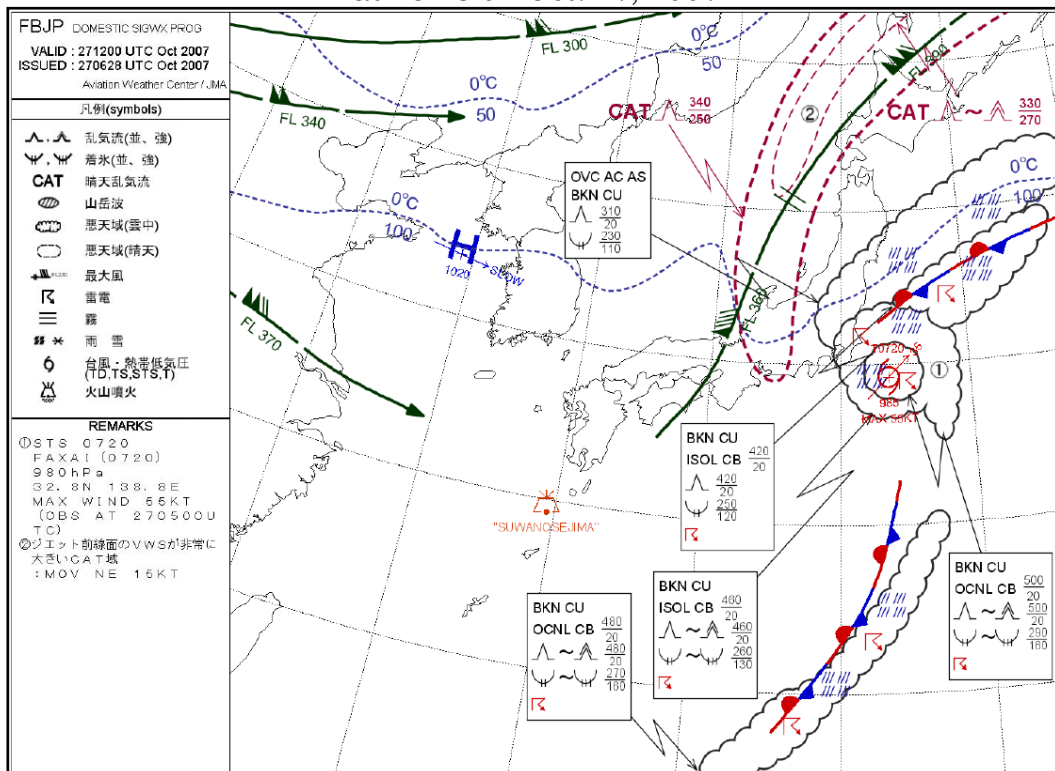 FBJP DOMESTIC SIGWX PROG
VALID : 271200 UTC Oct 2007
ISSUED : 270628 UTC Oct 2007
Aviation Weather Center / JMA
凡例(symbols)
乱気流(並、強)
着氷(並、強)
CAT 晴天乱気流
山岳波
悪天域(雲中)
悪天域(晴天)
最大風
雷電
霧
雨 雪
台風・熱帯低気圧
(TD,TS,STS,T)
火山噴火
REMARKS
①STS 0720
FAXAI (0720)
980hPa
32.8N 138.8E
MAX WIND 55KT
(OBS AT 270500U
TC)
②ジェット前線面のVWSが非常に
大きいCAT域
:MOV NE 15KT
FL 300
0℃
50
0℃
50
FL 340
0℃
100
H
1020
SLOW
FL 370
CAT 340
250
②
CAT ~ 330
270
0℃
100
FL 360
OVC AC AS
BKN CU
310
20
230
110
①
985
MAX 55KT
"SUWANOSEJIMA"
BKN CU
ISOL CB 420
20
420
20
250
120
BKN CU
ISOL CB 460
20
~ 460
20
~ 260
130
BKN CU
OCNL CB 480
20
~ 480
20
~ 270
160
BKN CU
OCNL CB 500
20
~ 500
20
~ 290
160